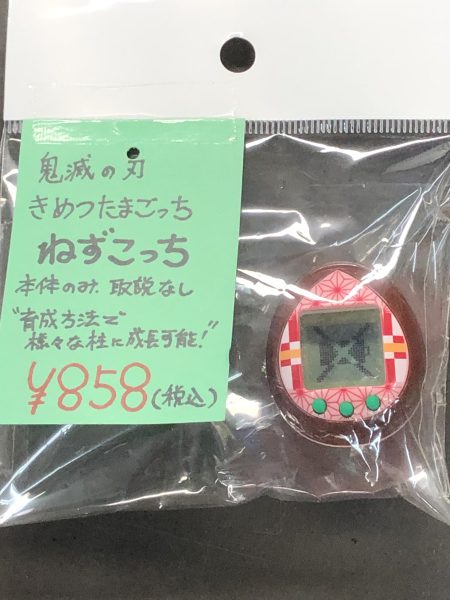 鬼滅の刃
きめつたまごっち
ねずこっち
本体のみ 取説なし
"育成方法で
様々な柱に成長可能!"
¥858(税込)